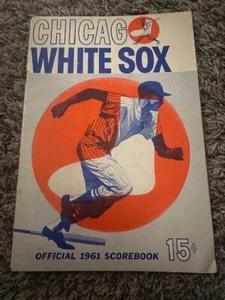 CHICAGO
WHITE SOX
OFFICIAL 1961 SCOREBOOK 15¢